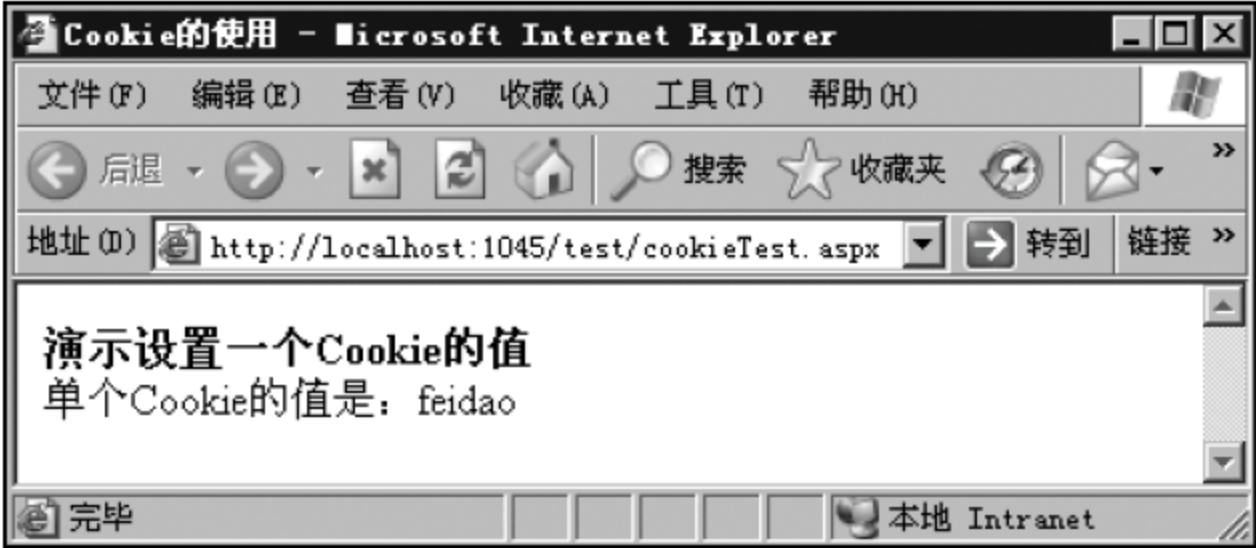 Cookie的使用 - Microsoft Internet Explorer
文件(F) 编辑(E) 查看(V) 收藏(A) 工具(T) 帮助(H)
后退 搜索 收藏夹 »
地址(D) http://localhost:1045/test/cookieTest.aspx 转到 链接 »
演示设置一个Cookie的值
单个Cookie的值是：feidao
完毕 本地 Intranet